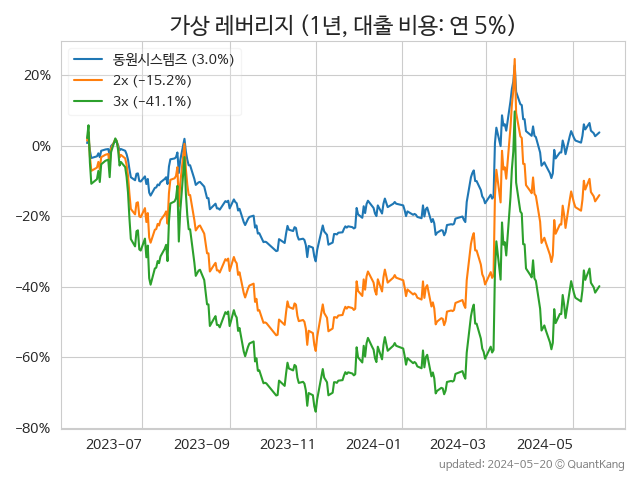 가상 레버리지 (1년, 대출 비용: 연 5%)
동원시스템즈 (3.0%)
2x (−15.2%)
3x (−41.1%)
20%
0%
−20%
−40%
−60%
−80%
2023-07 2023-09 2023-11 2024-01 2024-03 2024-05
updated: 2024-05-20 © QuantKang